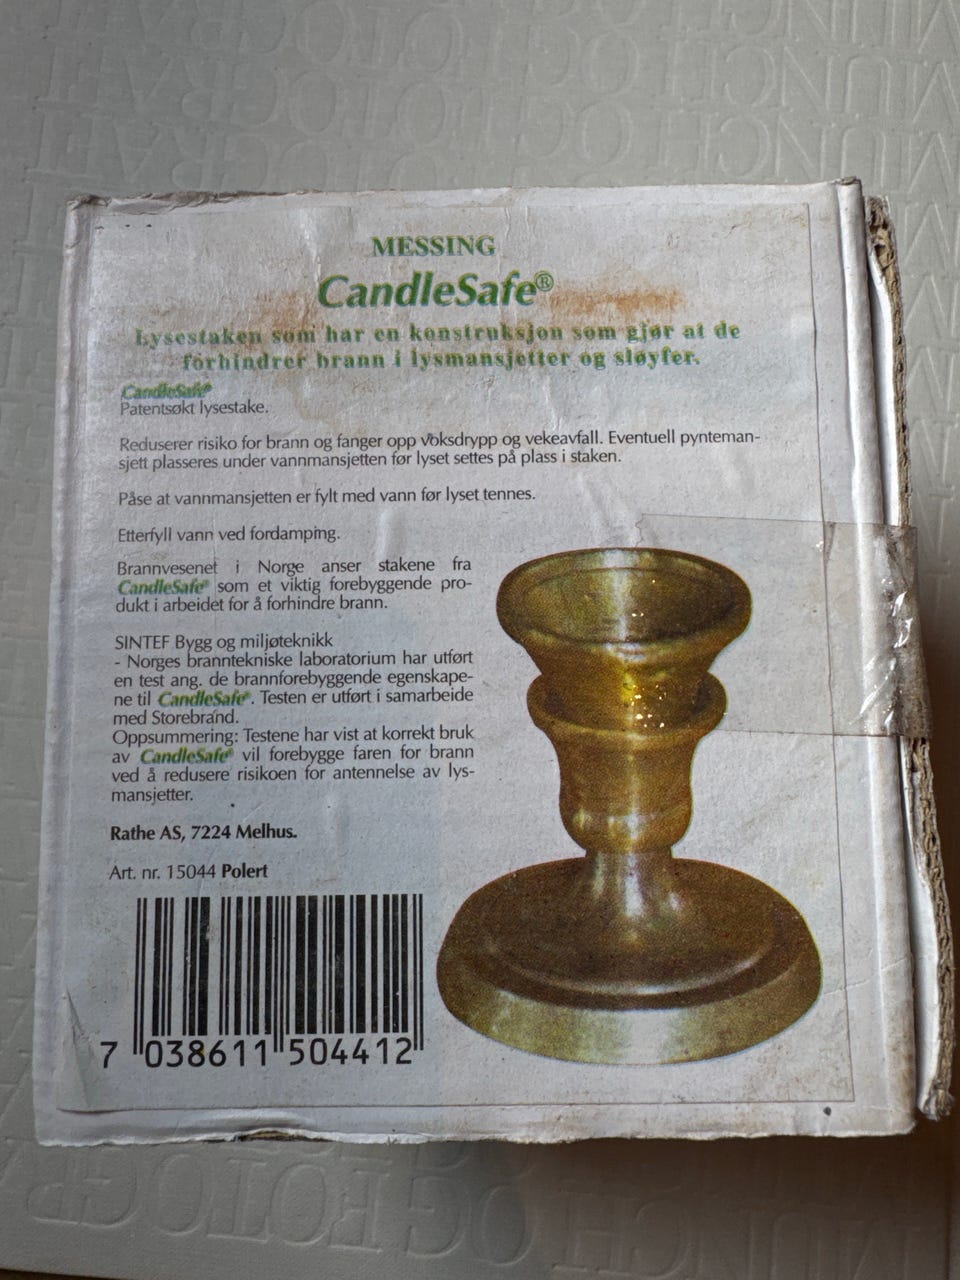 MESSING
CandleSafe®
Lysestaken som har en konstruksjon som gjør at de
forhindrer brann i lysmansjetter og sløyfer.
CandleSafe®
Patentsøkt lysestake.
Reduserer risiko for brann og fanger opp voksdrypp og vekeavfall. Eventuell pynteman-
sjett plasseres under vannmansjetten før lyset settes på plass i staken.
Påse at vannmansjetten er fylt med vann før lyset tennes.
Etterfyll vann ved fordamping.
Brannvesenet i Norge anser stakene fra
CandleSafe® som et viktig forebyggende pro-
dukt i arbeidet for å forhindre brann.
SINTEF Bygg og miljøteknikk
- Norges branntekniske laboratorium har utført
en test ang. de brannforebyggende egenskape-
ne til CandleSafe®. Testen er utført i samarbeide
med Storebrand.
Oppsummering: Testene har vist at korrekt bruk
av CandleSafe® vil forebygge faren for brann
ved å redusere risikoen for antennelse av lys-
mansjetter.
Rathe AS, 7224 Melhus.
Art. nr. 15044 Polert
7 038611 504412